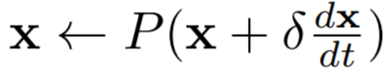 x ← P(x + δ dx/dt)